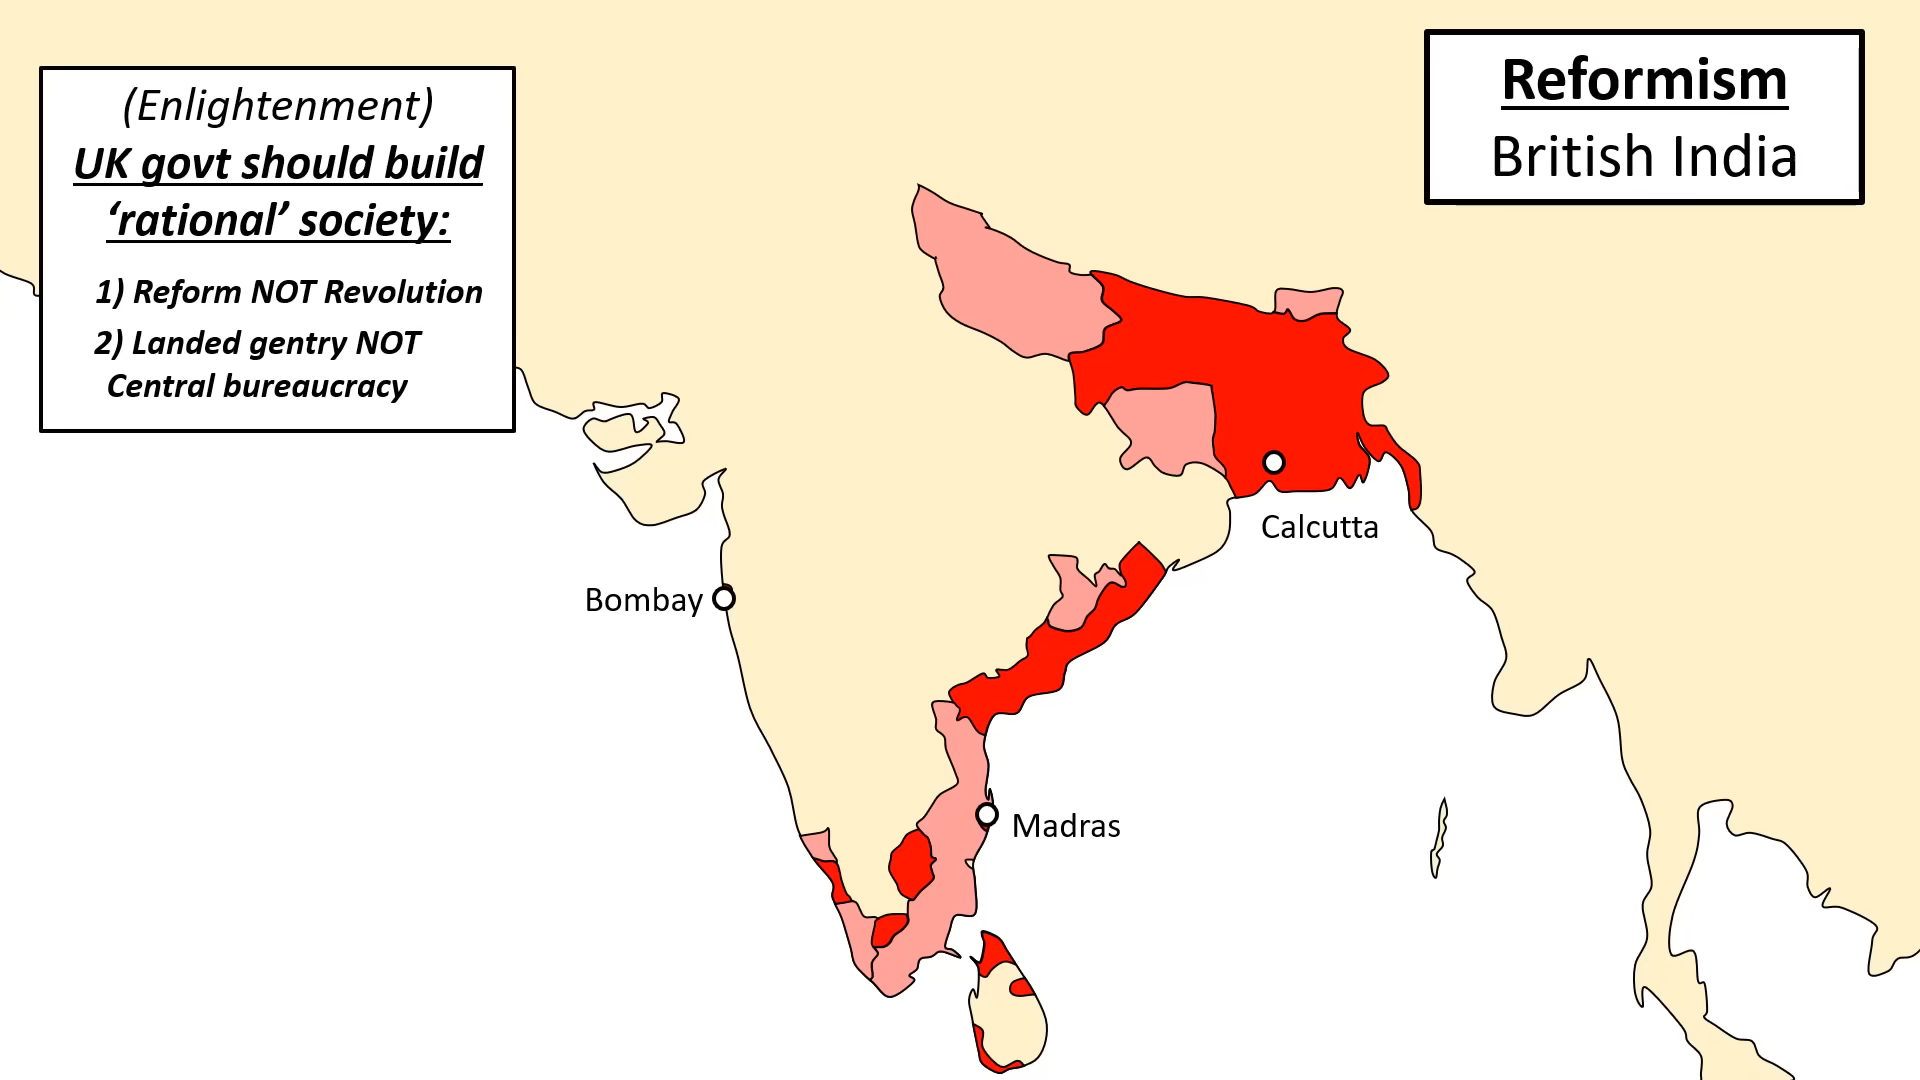 (Enlightenment)
UK govt should build
‘rational’ society:
1) Reform NOT Revolution
2) Landed gentry NOT
Central bureaucracy
Reformism
British India
Calcutta
Bombay
Madras